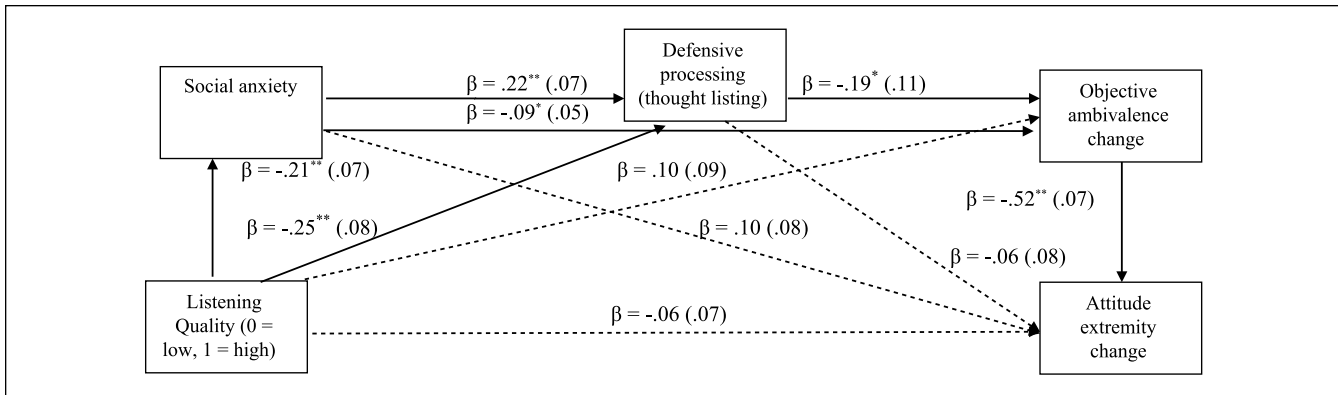 Defensive
processing
(thought listing)
Social anxiety
β = .22** (.07)
β = -.19* (.11)
Objective
ambivalence
change
β = -.09* (.05)
β = -.21** (.07)
β = .10 (.09)
β = -.52** (.07)
β = -.25** (.08)
β = .10 (.08)
β = -.06 (.08)
Listening
Quality (0 =
low, 1 = high)
β = -.06 (.07)
Attitude
extremity
change